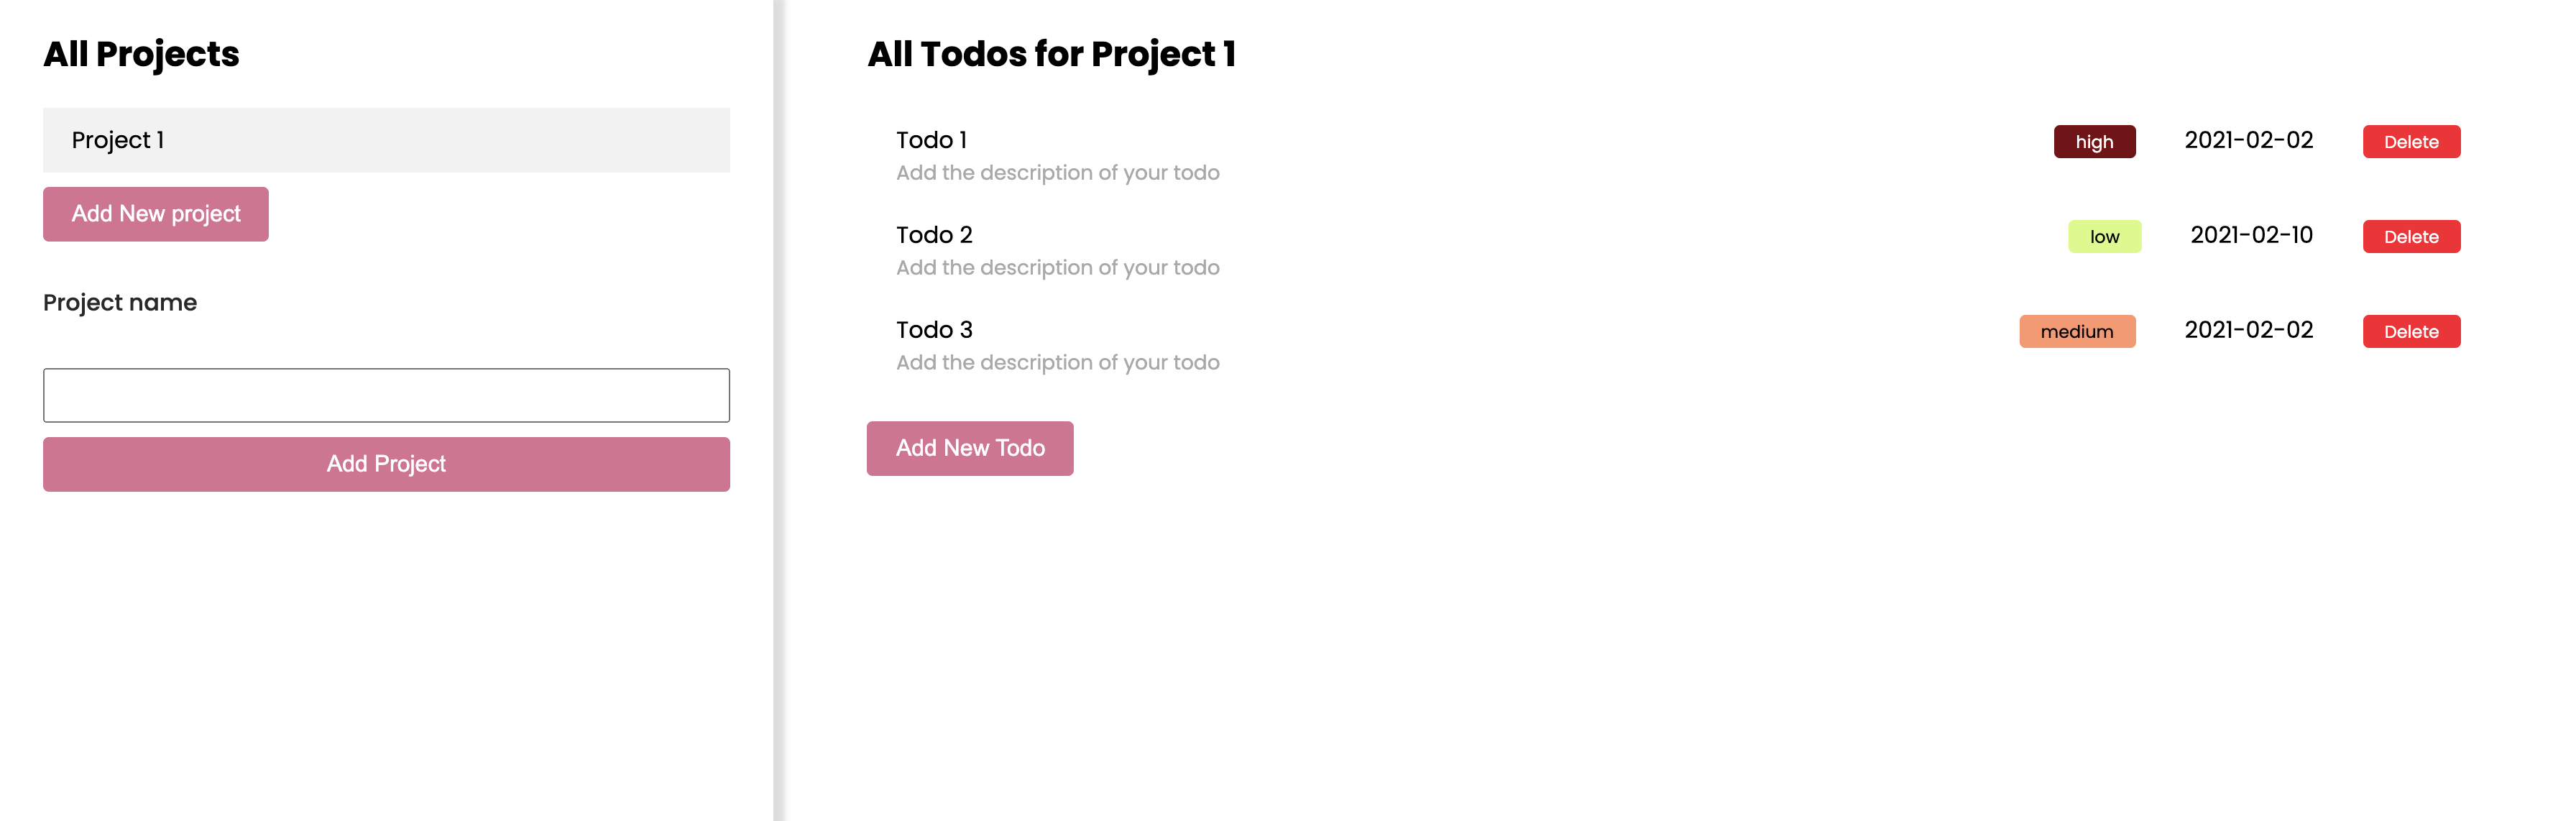 All Projects
Project 1
Add New project
Project name
Add Project
All Todos for Project 1
Todo 1 high 2021-02-02 Delete
Add the description of your todo
Todo 2 low 2021-02-10 Delete
Add the description of your todo
Todo 3 medium 2021-02-02 Delete
Add the description of your todo
Add New Todo